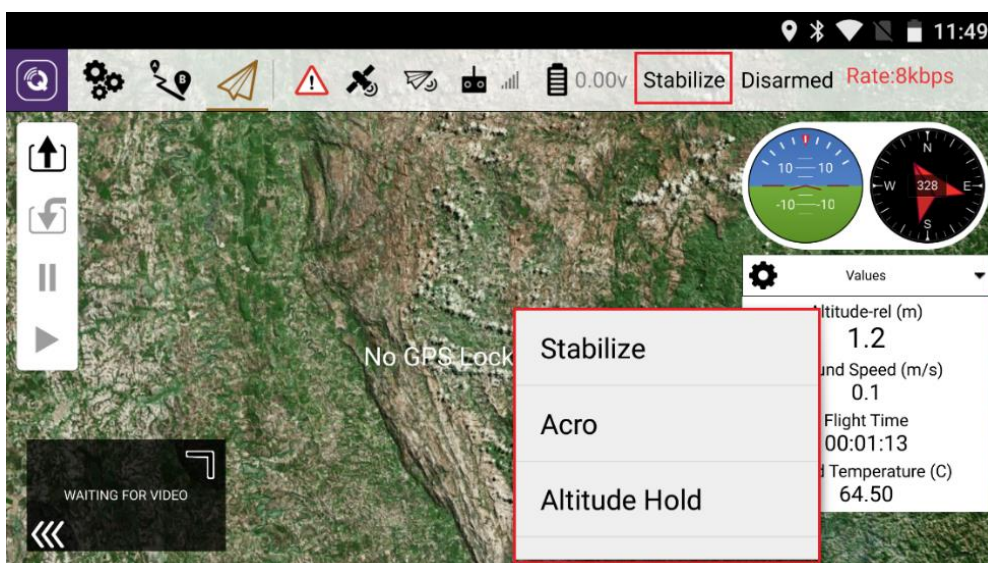 11:49
0.00v Stabilize Disarmed Rate:8kbps
A
B
N
W 328 E
S
10 10
-10 -10
Values
ltitude-rel (m)
1.2
und Speed (m/s)
0.1
Flight Time
00:01:13
Temperature (C)
64.50
No GPS Lock
Stabilize
Acro
Altitude Hold
WAITING FOR VIDEO